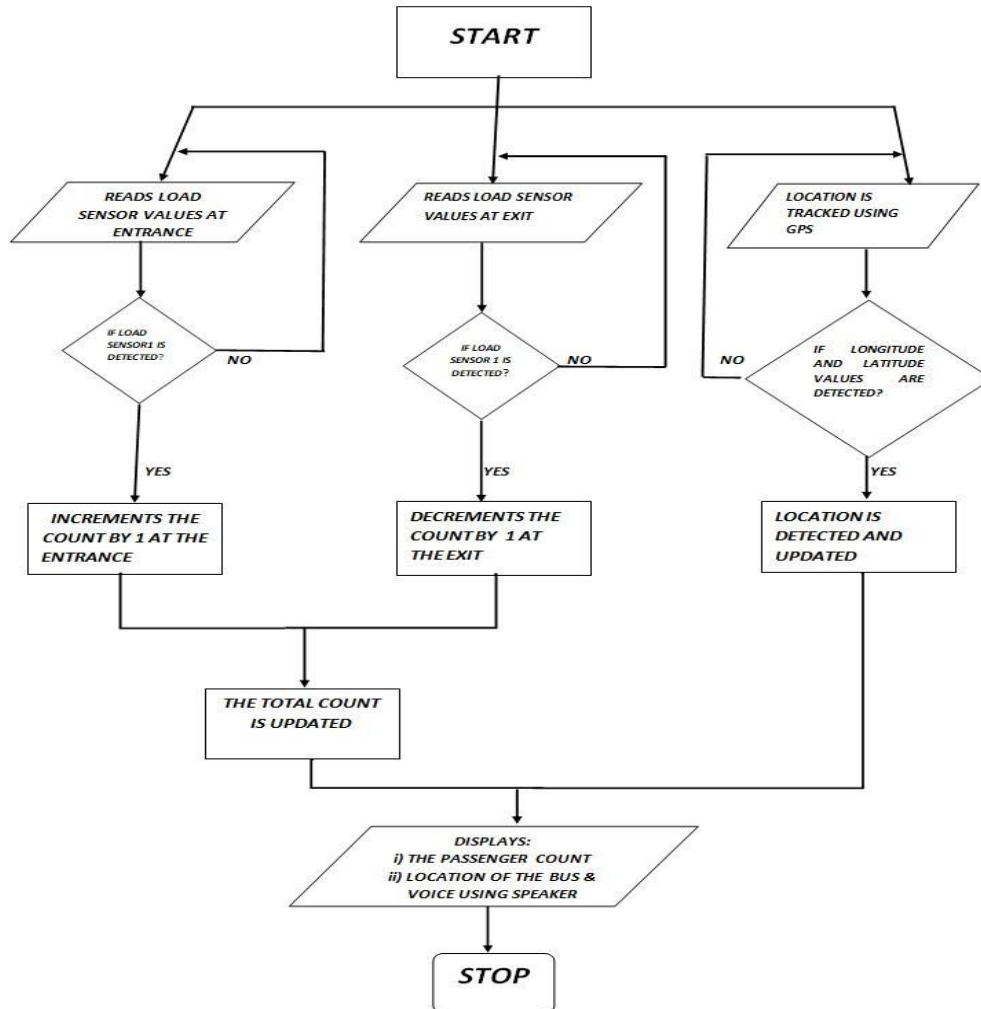 START
READS LOAD
SENSOR VALUES AT
ENTRANCE
READS LOAD SENSOR
VALUES AT EXIT
LOCATION IS
TRACKED USING
GPS
IF LOAD
SENSOR1 IS
DETECTED?
NO
IF LOAD
SENSOR 1 IS
DETECTED?
NO
NO
IF LONGITUDE
AND LATITUDE
VALUES ARE
DETECTED?
YES
YES
YES
INCREMENTS THE
COUNT BY 1 AT THE
ENTRANCE
DECREMENTS THE
COUNT BY 1 AT
THE EXIT
LOCATION IS
DETECTED AND
UPDATED
THE TOTAL COUNT
IS UPDATED
DISPLAYS:
i) THE PASSENGER COUNT
ii) LOCATION OF THE BUS &
VOICE USING SPEAKER
STOP